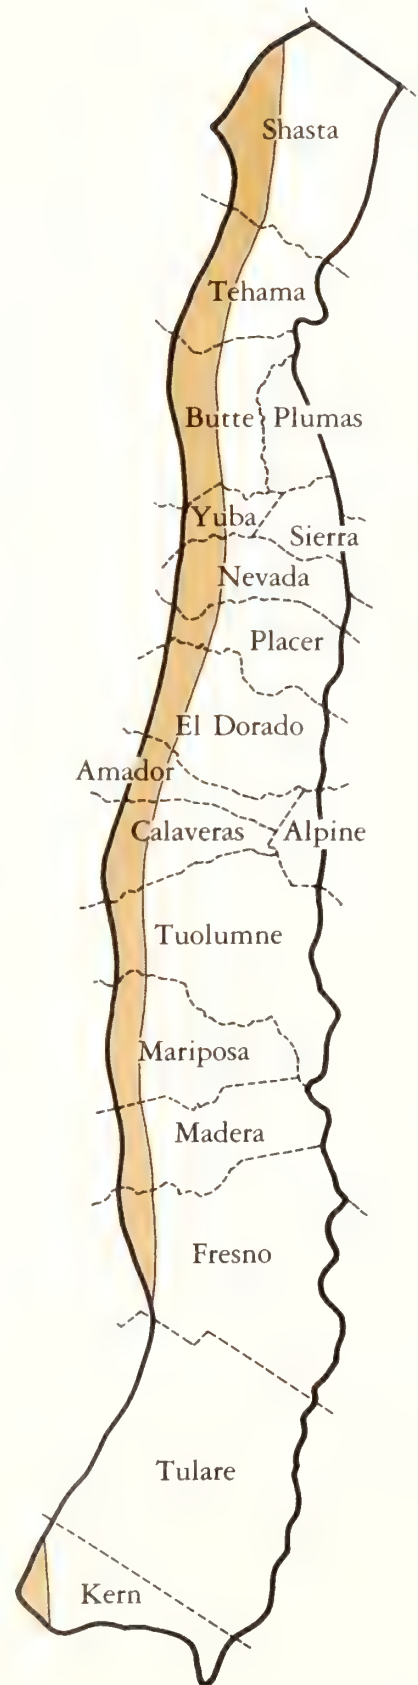 Shasta
Tehama
Butte Plumas
Yuba
Sierra
Nevada
Placer
El Dorado
Amador
Calaveras Alpine
Tuolumne
Mariposa
Madera
Fresno
Tulare
Kern